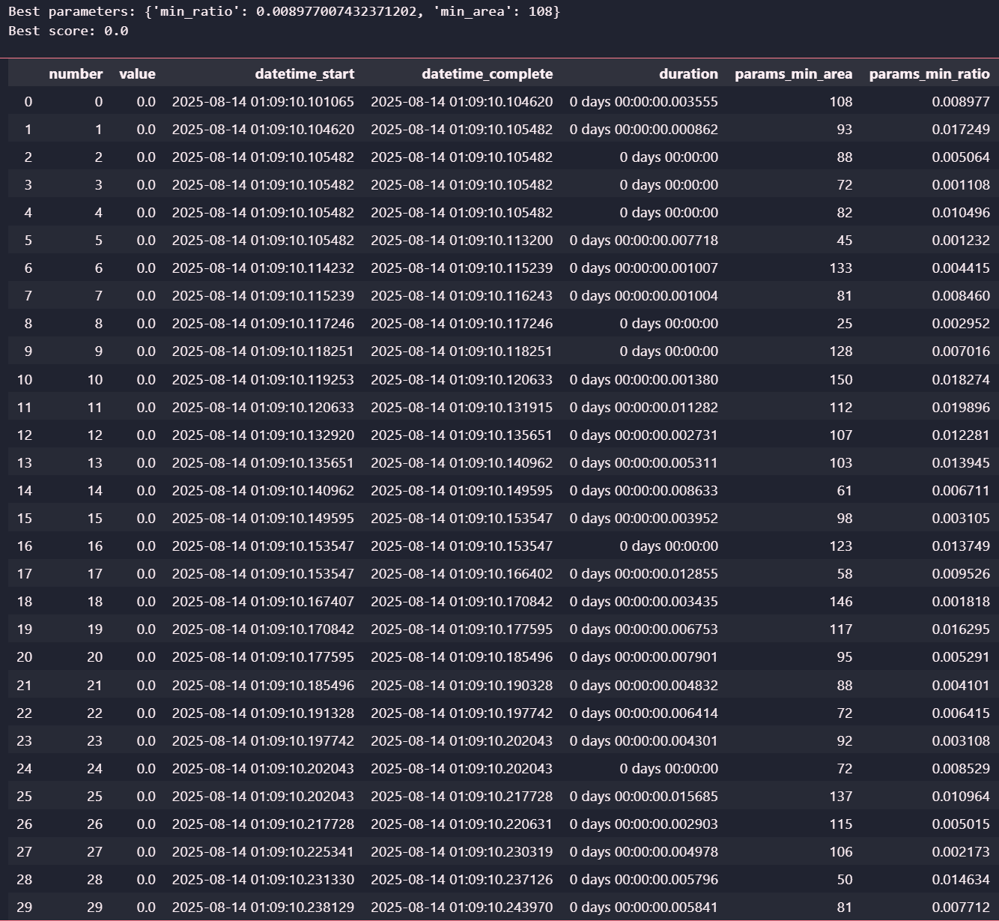 Best parameters: {'min_ratio': 0.008977007432371202, 'min_area': 108}
Best score: 0.0
number value datetime_start datetime_complete duration params_min_area params_min_ratio
0 0 0.0 2025-08-14 01:09:10.101065 2025-08-14 01:09:10.104620 0 days 00:00:00.003555 108 0.008977
1 1 0.0 2025-08-14 01:09:10.104620 2025-08-14 01:09:10.105482 0 days 00:00:00.000862 93 0.017249
2 2 0.0 2025-08-14 01:09:10.105482 2025-08-14 01:09:10.105482 0 days 00:00:00 88 0.005064
3 3 0.0 2025-08-14 01:09:10.105482 2025-08-14 01:09:10.105482 0 days 00:00:00 72 0.001108
4 4 0.0 2025-08-14 01:09:10.105482 2025-08-14 01:09:10.105482 0 days 00:00:00 82 0.010496
5 5 0.0 2025-08-14 01:09:10.105482 2025-08-14 01:09:10.113200 0 days 00:00:00.007718 45 0.001232
6 6 0.0 2025-08-14 01:09:10.114232 2025-08-14 01:09:10.115239 0 days 00:00:00.001007 133 0.004415
7 7 0.0 2025-08-14 01:09:10.115239 2025-08-14 01:09:10.116243 0 days 00:00:00.001004 81 0.008460
8 8 0.0 2025-08-14 01:09:10.117246 2025-08-14 01:09:10.117246 0 days 00:00:00 25 0.002952
9 9 0.0 2025-08-14 01:09:10.118251 2025-08-14 01:09:10.118251 0 days 00:00:00 128 0.007016
10 10 0.0 2025-08-14 01:09:10.119253 2025-08-14 01:09:10.120633 0 days 00:00:00.001380 150 0.018274
11 11 0.0 2025-08-14 01:09:10.120633 2025-08-14 01:09:10.131915 0 days 00:00:00.011282 112 0.019896
12 12 0.0 2025-08-14 01:09:10.132920 2025-08-14 01:09:10.135651 0 days 00:00:00.002731 107 0.012281
13 13 0.0 2025-08-14 01:09:10.135651 2025-08-14 01:09:10.140962 0 days 00:00:00.005311 103 0.013945
14 14 0.0 2025-08-14 01:09:10.140962 2025-08-14 01:09:10.149595 0 days 00:00:00.008633 61 0.006711
15 15 0.0 2025-08-14 01:09:10.149595 2025-08-14 01:09:10.153547 0 days 00:00:00.003952 98 0.003105
16 16 0.0 2025-08-14 01:09:10.153547 2025-08-14 01:09:10.153547 0 days 00:00:00 123 0.013749
17 17 0.0 2025-08-14 01:09:10.153547 2025-08-14 01:09:10.166402 0 days 00:00:00.012855 58 0.009526
18 18 0.0 2025-08-14 01:09:10.167407 2025-08-14 01:09:10.170842 0 days 00:00:00.003435 146 0.001818
19 19 0.0 2025-08-14 01:09:10.170842 2025-08-14 01:09:10.177595 0 days 00:00:00.006753 117 0.016295
20 20 0.0 2025-08-14 01:09:10.177595 2025-08-14 01:09:10.185496 0 days 00:00:00.007901 95 0.005291
21 21 0.0 2025-08-14 01:09:10.185496 2025-08-14 01:09:10.190328 0 days 00:00:00.004832 88 0.004101
22 22 0.0 2025-08-14 01:09:10.191328 2025-08-14 01:09:10.197742 0 days 00:00:00.006414 72 0.006415
23 23 0.0 2025-08-14 01:09:10.197742 2025-08-14 01:09:10.202043 0 days 00:00:00.004301 92 0.003108
24 24 0.0 2025-08-14 01:09:10.202043 2025-08-14 01:09:10.202043 0 days 00:00:00 72 0.008529
25 25 0.0 2025-08-14 01:09:10.202043 2025-08-14 01:09:10.217728 0 days 00:00:00.015685 137 0.010964
26 26 0.0 2025-08-14 01:09:10.217728 2025-08-14 01:09:10.220631 0 days 00:00:00.002903 115 0.005015
27 27 0.0 2025-08-14 01:09:10.225341 2025-08-14 01:09:10.230319 0 days 00:00:00.004978 106 0.002173
28 28 0.0 2025-08-14 01:09:10.231330 2025-08-14 01:09:10.237126 0 days 00:00:00.005796 50 0.014634
29 29 0.0 2025-08-14 01:09:10.238129 2025-08-14 01:09:10.243970 0 days 00:00:00.005841 81 0.007712